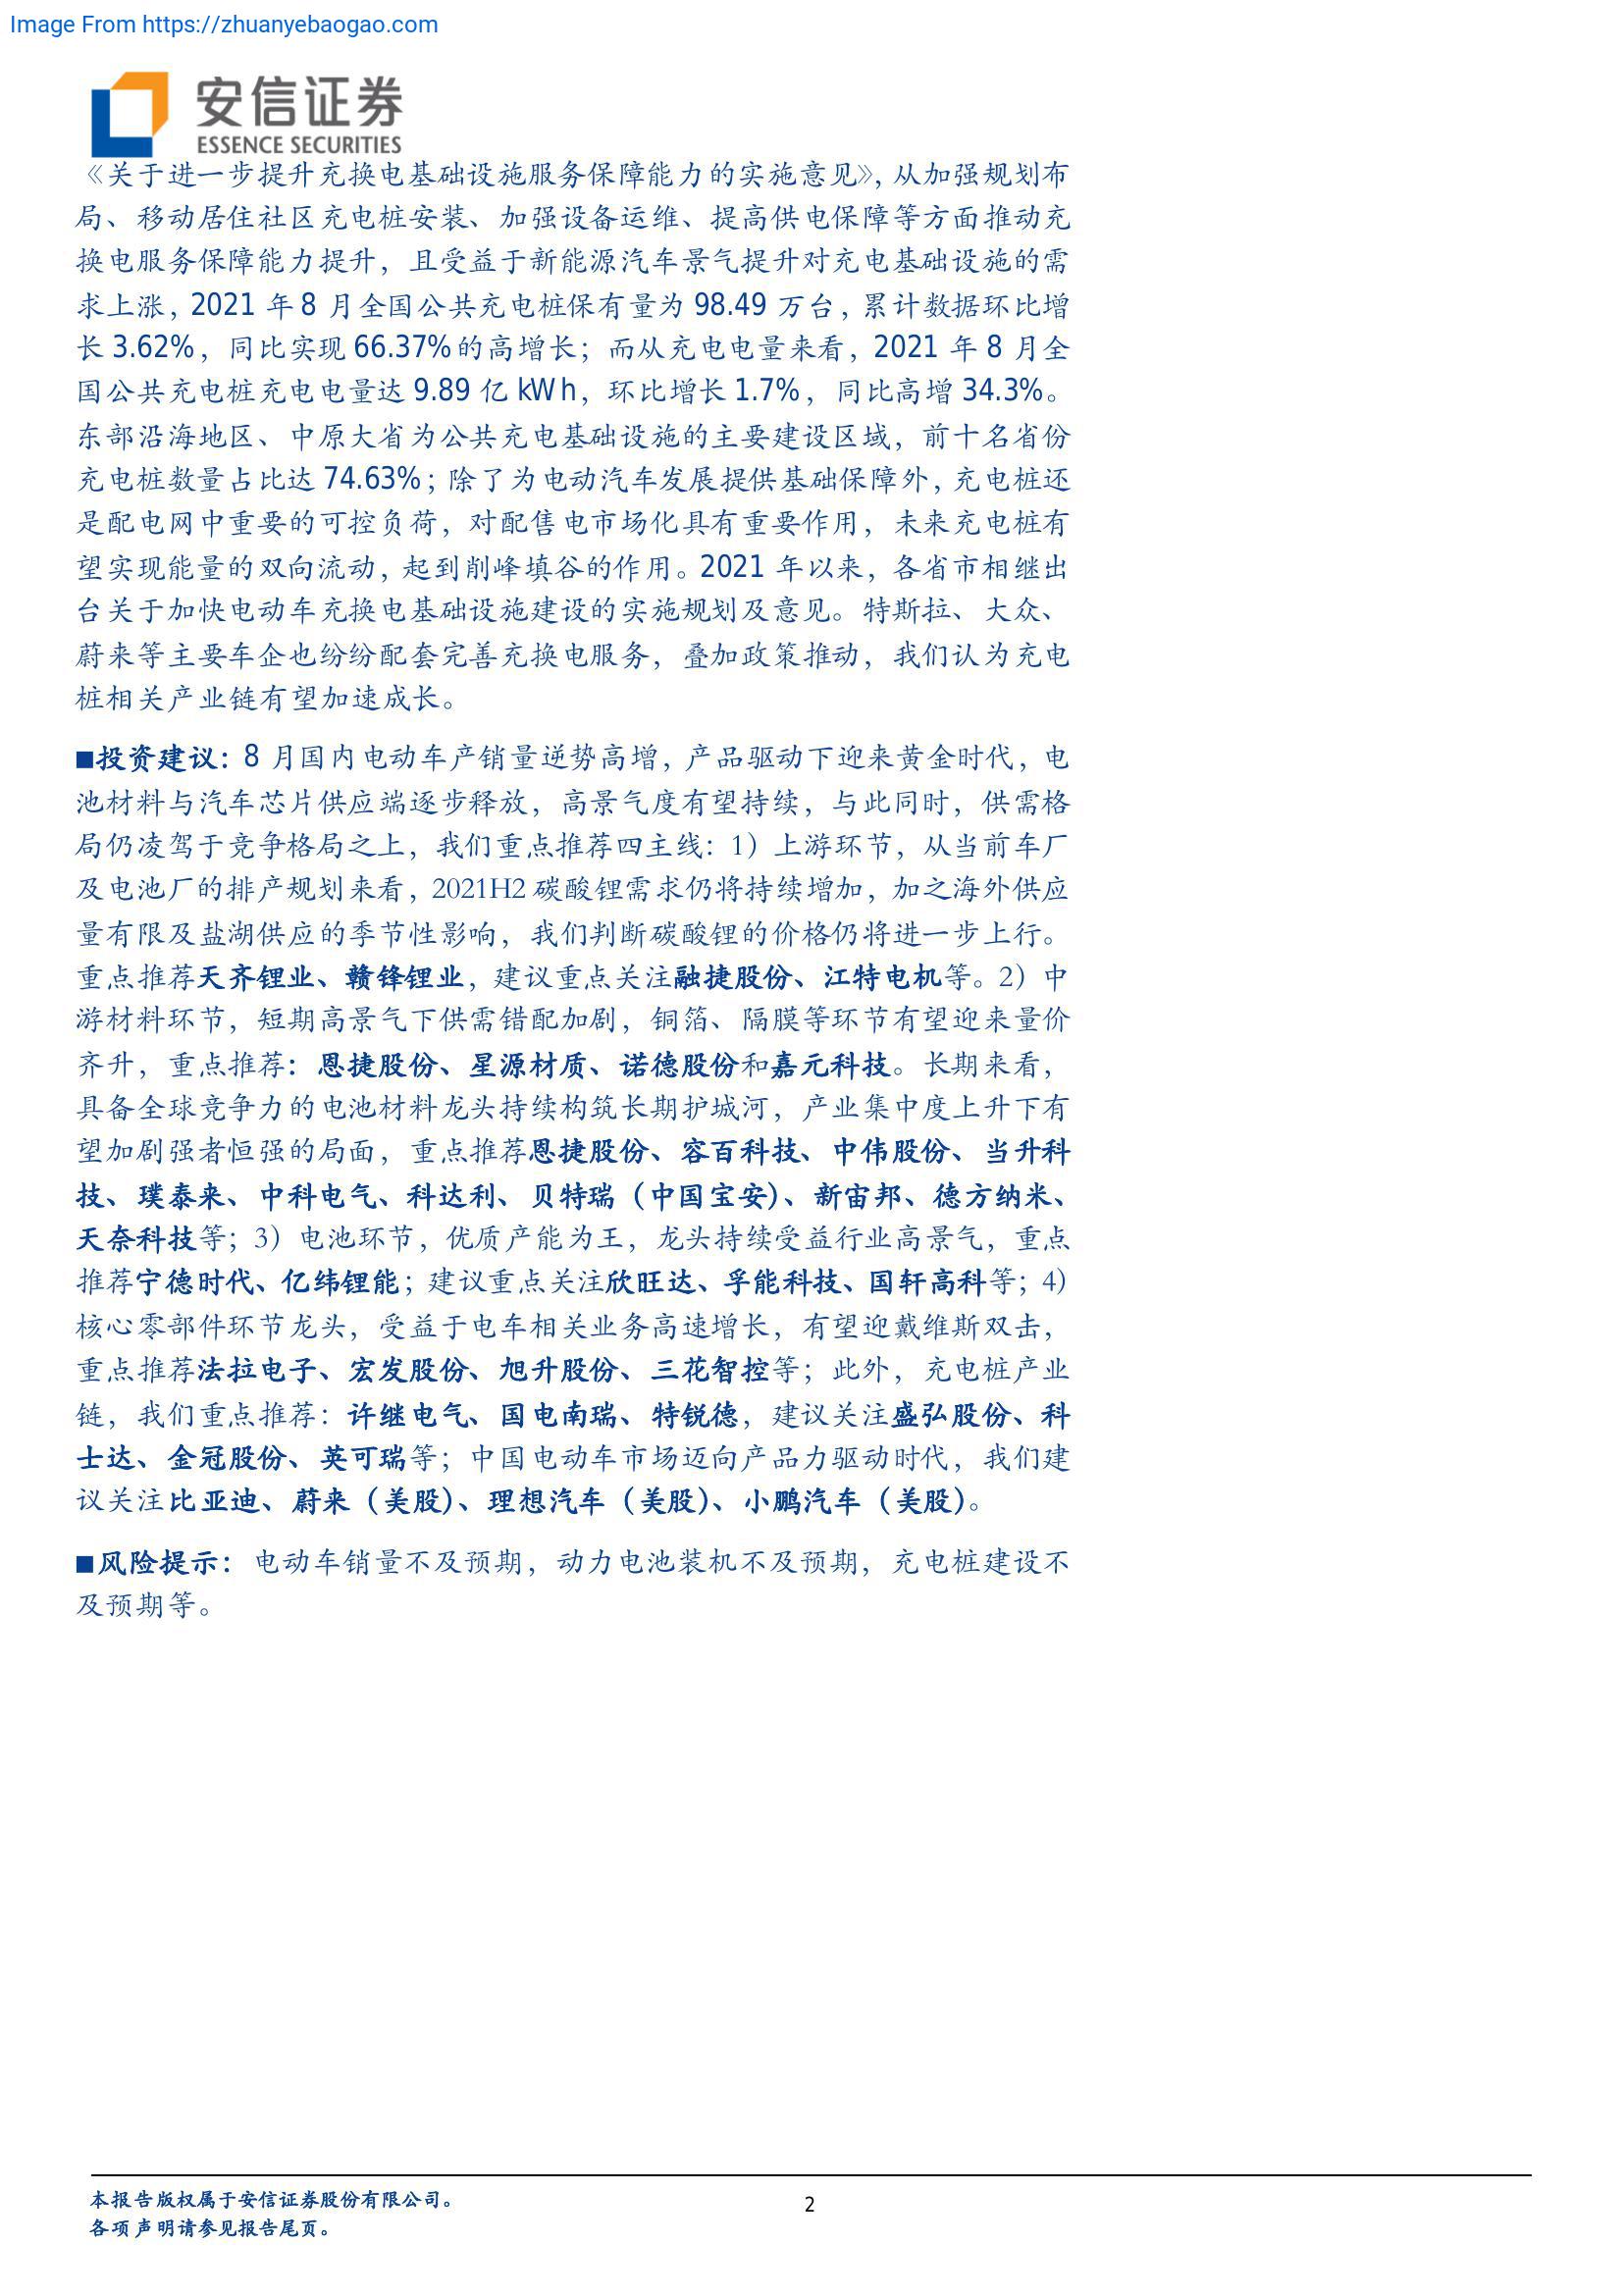 Image From https://zhuanyebaogao.com
安信证券
ESSENCE SECURITIES
《关于进一步提升充换电基础设施服务保障能力的实施意见》，从加强规划布
局、移动居住社区充电桩安装、加强设备运维、提高供电保障等方面推动充
换电服务保障能力提升，且受益于新能源汽车景气提升对充电基础设施的需
求上涨，2021 年 8 月全国公共充电桩保有量为 98.49 万台，累计数据环比增
长 3.62%，同比实现 66.37%的高增长；而从充电电量来看，2021 年 8 月全
国公共充电桩充电电量达 9.89 亿 kWh，环比增长 1.7%，同比高增 34.3%。
东部沿海地区、中原大省为公共充电基础设施的主要建设区域，前十名省份
充电桩数量占比达 74.63%；除了为电动汽车发展提供基础保障外，充电桩还
是配电网中重要的可控负荷，对配售电市场化具有重要作用，未来充电桩有
望实现能量的双向流动，起到削峰填谷的作用。2021 年以来，各省市相继出
台关于加快电动车充换电基础设施建设的实施规划及意见。特斯拉、大众、
蔚来等主要车企也纷纷配套完善充换电服务，叠加政策推动，我们认为充电
桩相关产业链有望加速成长。
■投资建议：8 月国内电动车产销量逆势高增，产品驱动下迎来黄金时代，电
池材料与汽车芯片供应端逐步释放，高景气度有望持续，与此同时，供需格
局仍凌驾于竞争格局之上，我们重点推荐四主线：1）上游环节，从当前车厂
及电池厂的排产规划来看，2021H2 碳酸锂需求仍将持续增加，加之海外供应
量有限及盐湖供应的季节性影响，我们判断碳酸锂的价格仍将进一步上行。
重点推荐天齐锂业、赣锋锂业，建议重点关注融捷股份、江特电机等。2）中
游材料环节，短期高景气下供需错配加剧，铜箔、隔膜等环节有望迎来量价
齐升，重点推荐：恩捷股份、星源材质、诺德股份和嘉元科技。长期来看，
具备全球竞争力的电池材料龙头持续构筑长期护城河，产业集中度上升下有
望加剧强者恒强的局面，重点推荐恩捷股份、容百科技、中伟股份、当升科
技、璞泰来、中科电气、科达利、贝特瑞（中国宝安）、新宙邦、德方纳米、
天奈科技等；3）电池环节，优质产能为王，龙头持续受益行业高景气，重点
推荐宁德时代、亿纬锂能；建议重点关注欣旺达、孚能科技、国轩高科等；4）
核心零部件环节龙头，受益于电车相关业务高速增长，有望迎戴维斯双击，
重点推荐法拉电子、宏发股份、旭升股份、三花智控等；此外，充电桩产业
链，我们重点推荐：许继电气、国电南瑞、特锐德，建议关注盛弘股份、科
士达、金冠股份、英可瑞等；中国电动车市场迈向产品力驱动时代，我们建
议关注比亚迪、蔚来（美股）、理想汽车（美股）、小鹏汽车（美股）。
■风险提示：电动车销量不及预期，动力电池装机不及预期，充电桩建设不
及预期等。
本报告版权属于安信证券股份有限公司。
2
各项声明请参见报告尾页。